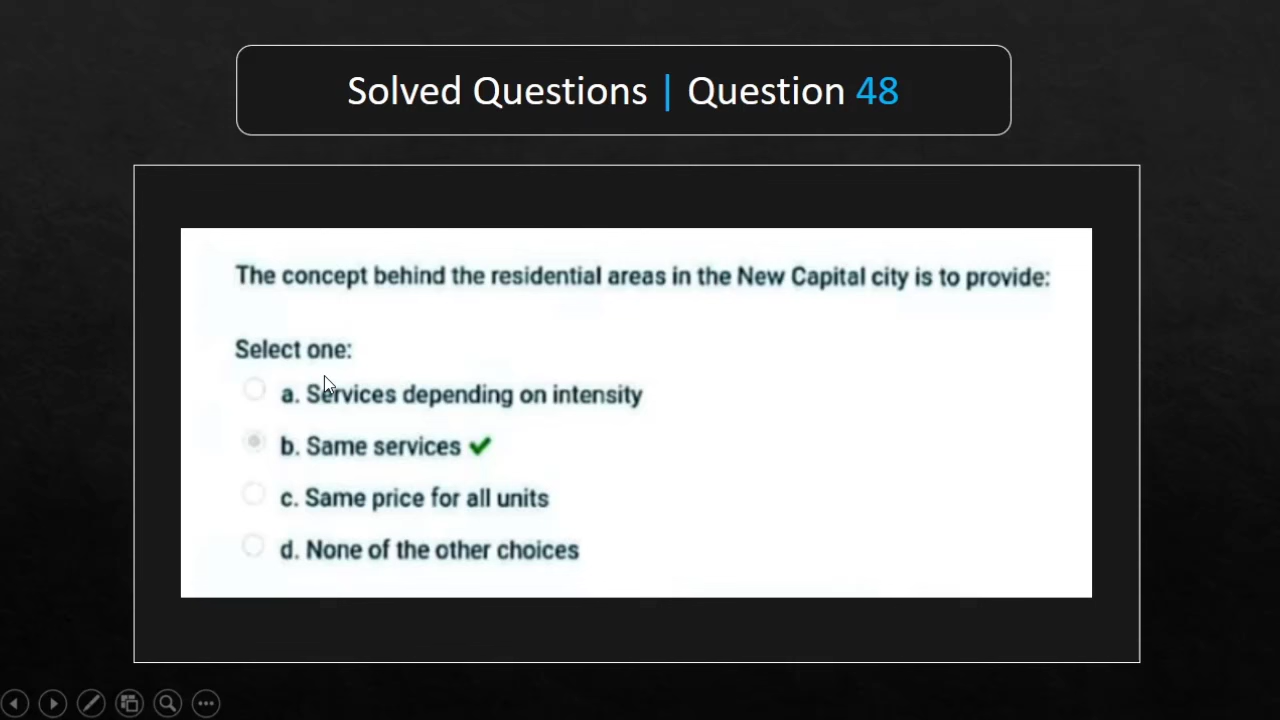 Solved Questions | Question 48
The concept behind the residential areas in the New Capital city is to provide:
Select one:
a. Services depending on intensity
b. Same services
c. Same price for all units
d. None of the other choices